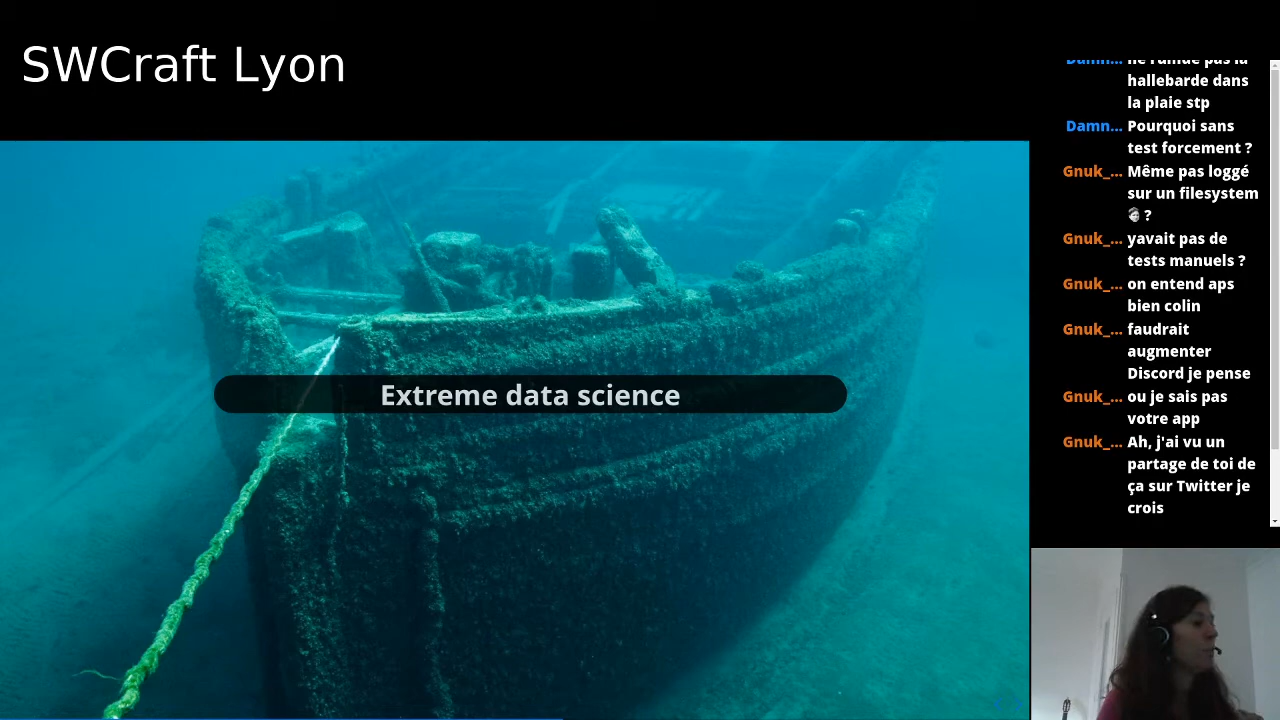 SWCraft Lyon
Extreme data science
hallebarde dans
la plaie stp
Damn... Pourquoi sans
test forcement ?
Gnuk_... Même pas loggé
sur un filesystem
?
Gnuk_... yavait pas de
tests manuels ?
Gnuk_... on entend aps
bien colin
Gnuk_... faudrait
augmenter
Discord je pense
Gnuk_... ou je sais pas
votre app
Gnuk_... Ah, j'ai vu un
partage de toi de
ça sur Twitter je
crois